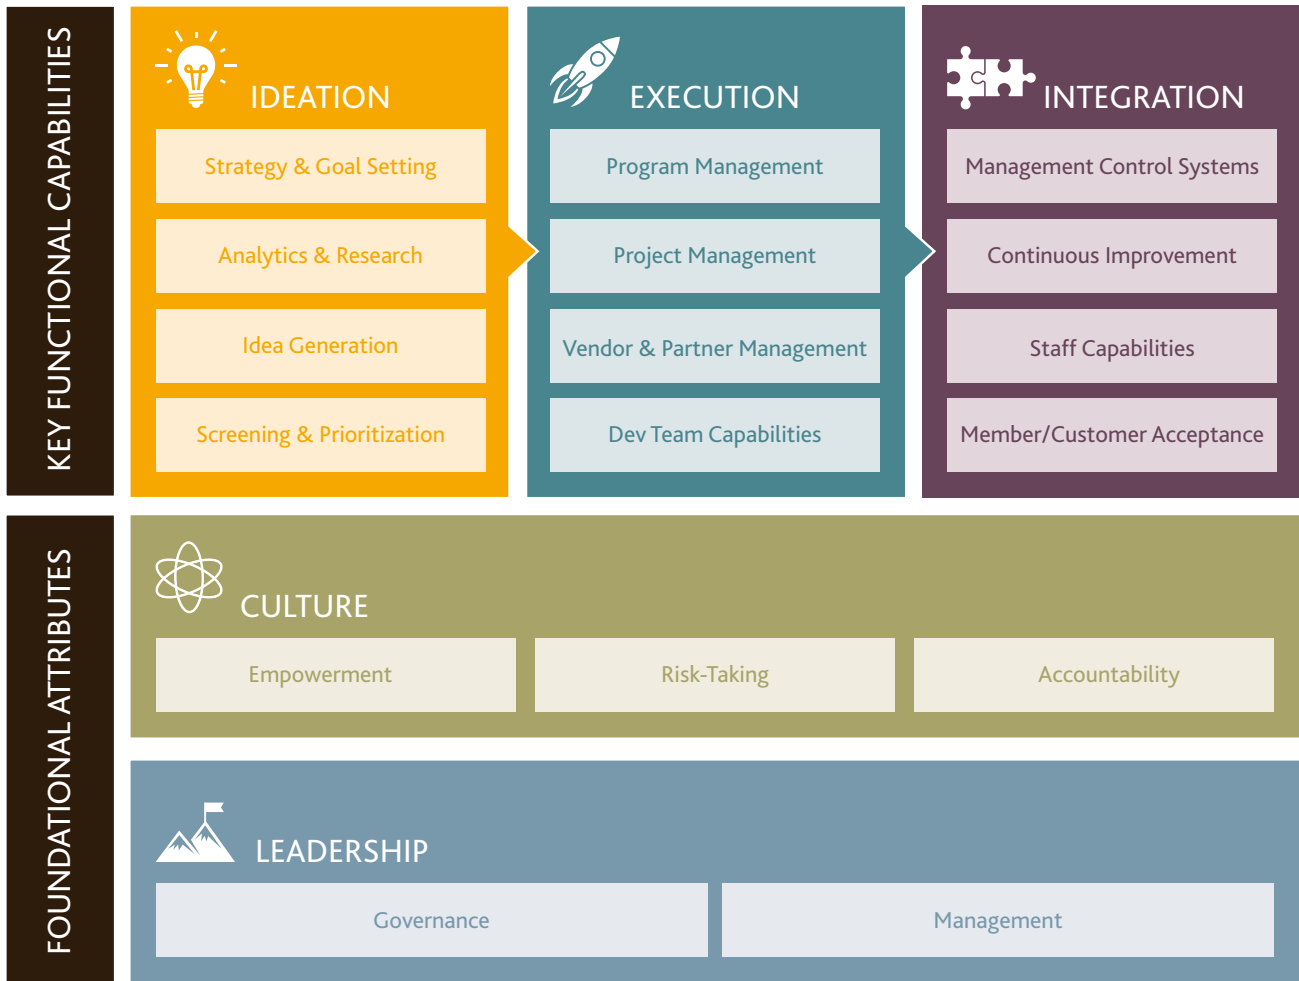 KEY FUNCTIONAL CAPABILITIES
IDEATION
Strategy & Goal Setting
Analytics & Research
Idea Generation
Screening & Prioritization
EXECUTION
Program Management
Project Management
Vendor & Partner Management
Dev Team Capabilities
INTEGRATION
Management Control Systems
Continuous Improvement
Staff Capabilities
Member/Customer Acceptance
FOUNDATIONAL ATTRIBUTES
CULTURE
Empowerment
Risk-Taking
Accountability
LEADERSHIP
Governance
Management